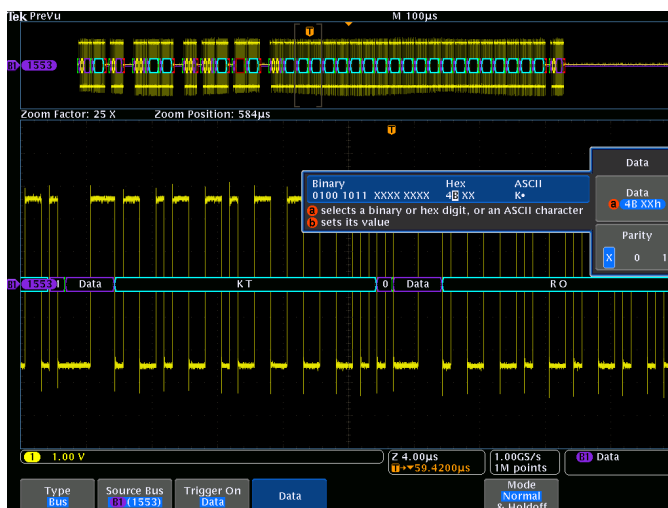 Tek PreVu M 100µs
T
B1 1553
Zoom Factor: 25 X Zoom Position: 584µs
T
Data
Binary Hex ASCII
0100 1011 XXXX XXXX 4B XX K•
a selects a binary or hex digit, or an ASCII character
b sets its value
Data
a 4B XXh
Parity
X 0 1
B1 1553 Data K T 0 Data R O
1 1.00 V
Z 4.00µs
T→▼59.4200µs
1.00GS/s
1M points
B1 Data
Type
Bus
Source Bus
B1 (1553)
Trigger On
Data
Data
Mode
Normal
& Holdoff